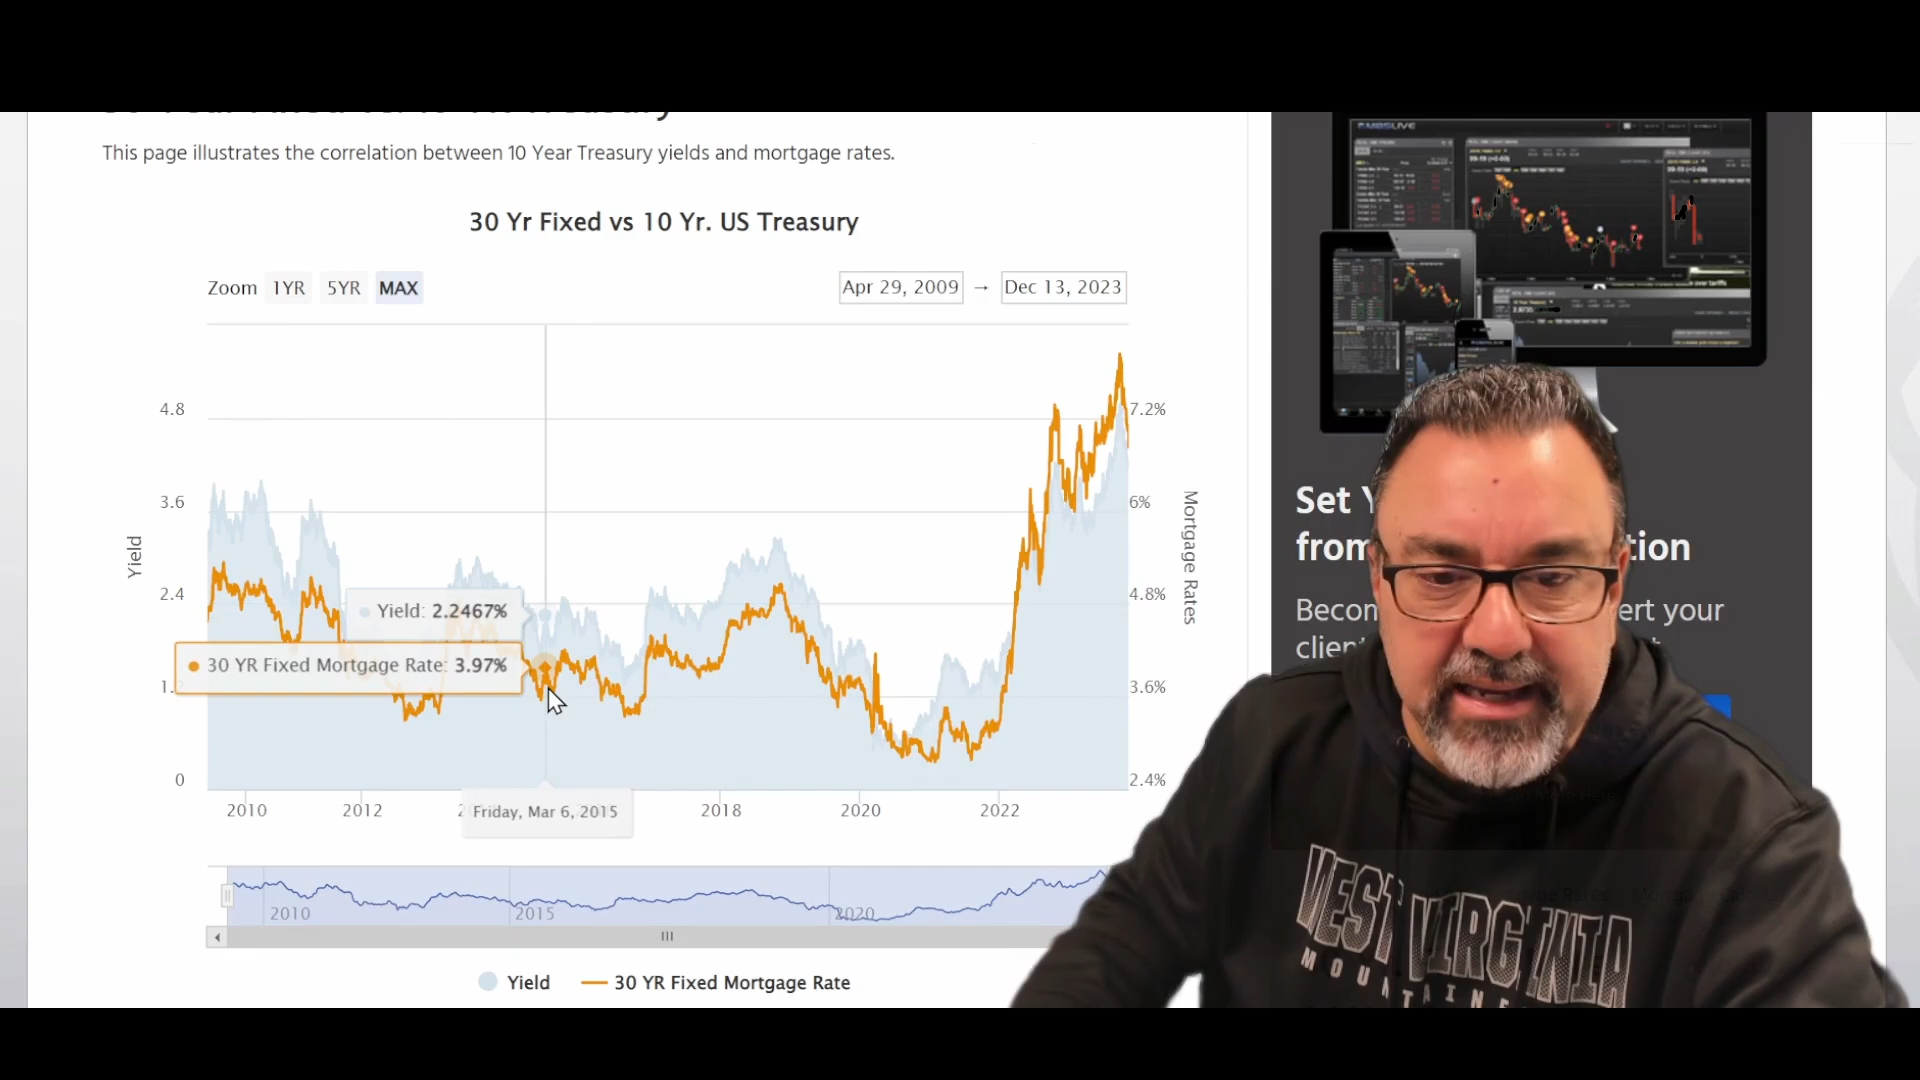 This page illustrates the correlation between 10 Year Treasury yields and mortgage rates.
30 Yr Fixed vs 10 Yr. US Treasury
Zoom 1YR 5YR MAX
Apr 29, 2009 → Dec 13, 2023
4.8
3.6
2.4
0
Yield
7.2%
6%
4.8%
3.6%
2.4%
Mortgage Rates
Yield: 2.2467%
30 YR Fixed Mortgage Rate: 3.97%
2010 2012 2018 2020 2022
Friday, Mar 6, 2015
2010 2015 2020
Yield 30 YR Fixed Mortgage Rate
MBSLIVE
Set
from
ert your
WEST VIRGINIA